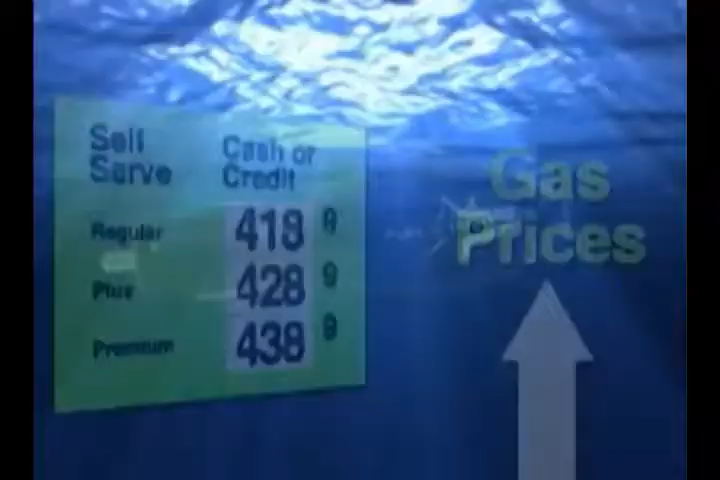 Self
Serve
Cash or
Credit
Regular 418 9
Plus 428 9
Premium 438 9
Gas
Prices